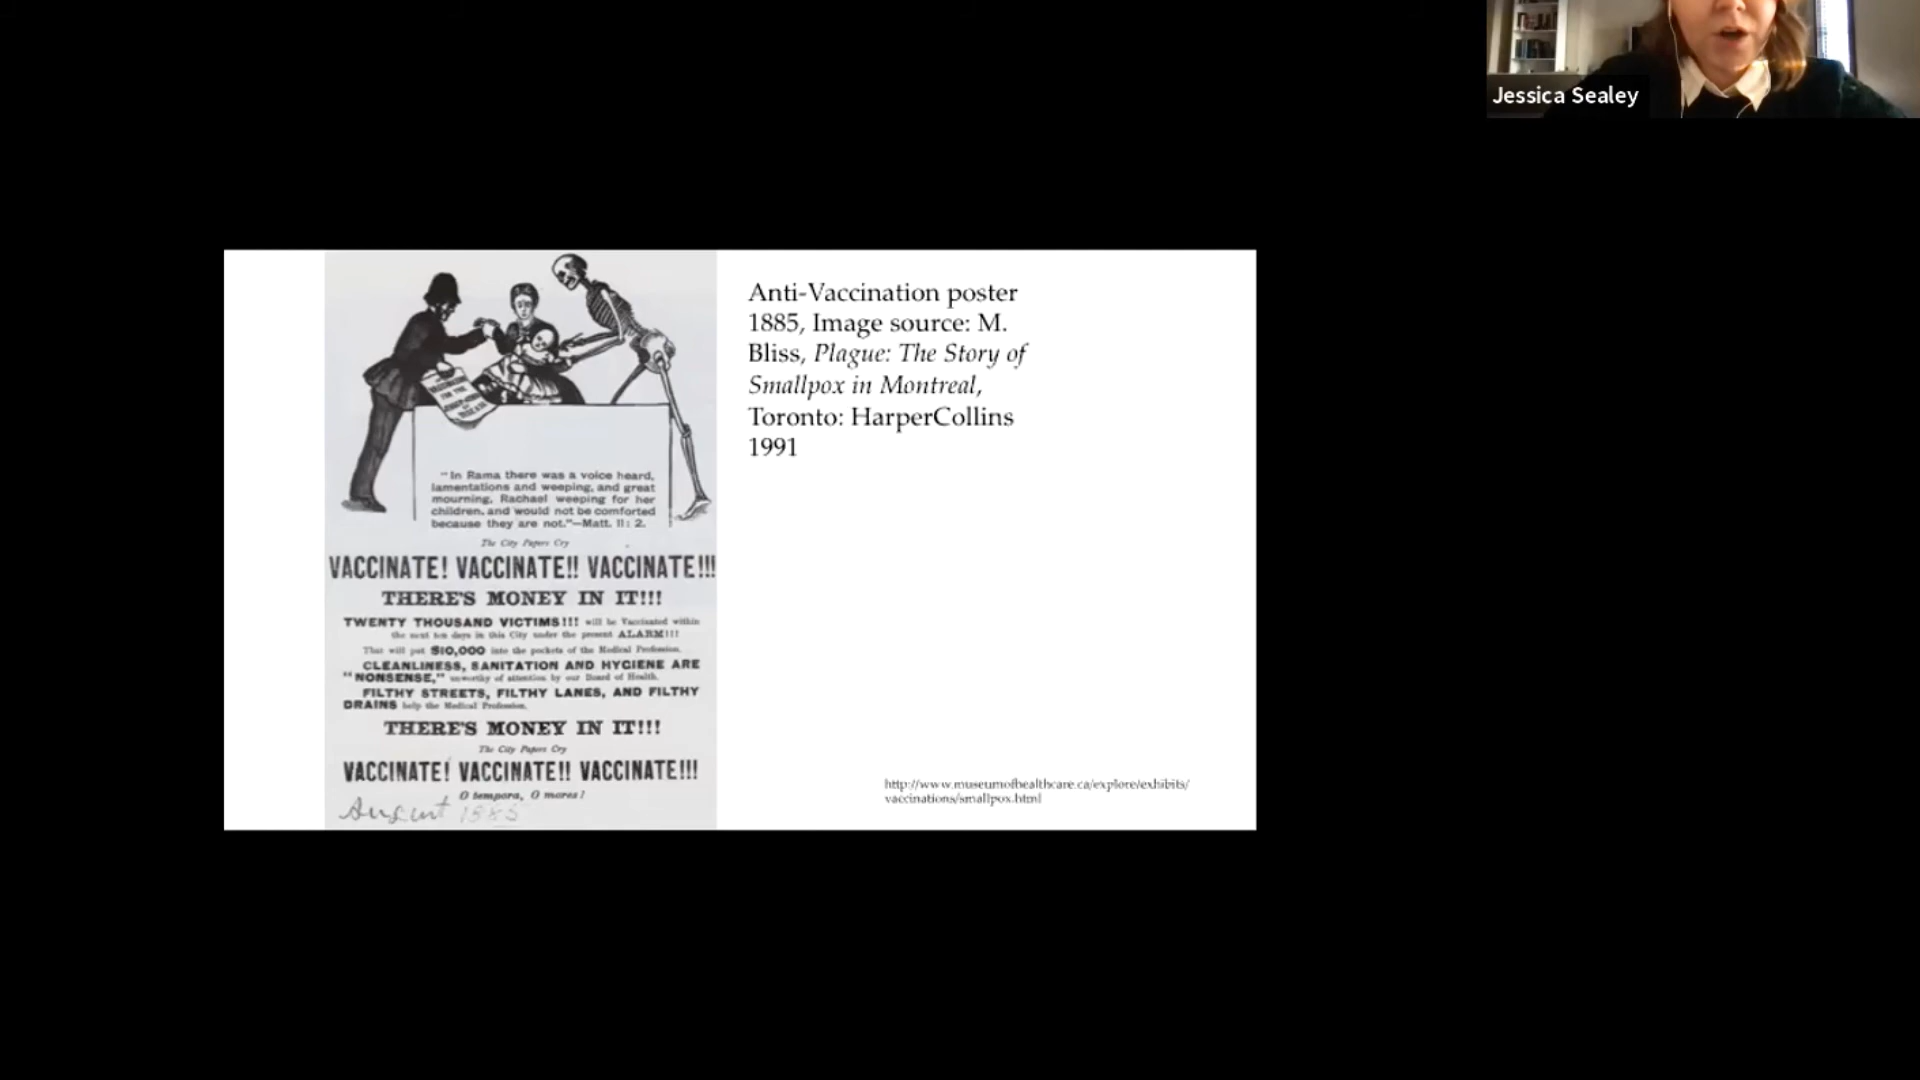 Jessica Sealey
Anti-Vaccination poster
1885, Image source: M.
Bliss, Plague: The Story of
Smallpox in Montreal,
Toronto: HarperCollins
1991
"In Rama there was a voice heard,
lamentations and weeping, and great
mourning, Rachael weeping for her
children, and would not be comforted
because they are not."—Matt. 11: 2.
The City Papers Cry
VACCINATE! VACCINATE!! VACCINATE!!!
THERE'S MONEY IN IT!!!
TWENTY THOUSAND VICTIMS!!! will be Vaccinated within
the next ten days in this City under the present ALARM!!!
That will put $10,000 into the pockets of the Medical Profession.
CLEANLINESS, SANITATION AND HYGIENE ARE
"NONSENSE," unworthy of attention by our Board of Health.
FILTHY STREETS, FILTHY LANES, AND FILTHY
DRAINS help the Medical Profession.
THERE'S MONEY IN IT!!!
The City Papers Cry
VACCINATE! VACCINATE!! VACCINATE!!!
O tempora, O mores!
August 1885
http://www.museumofhealthcare.ca/explore/exhibits/
vaccinations/smallpox.html